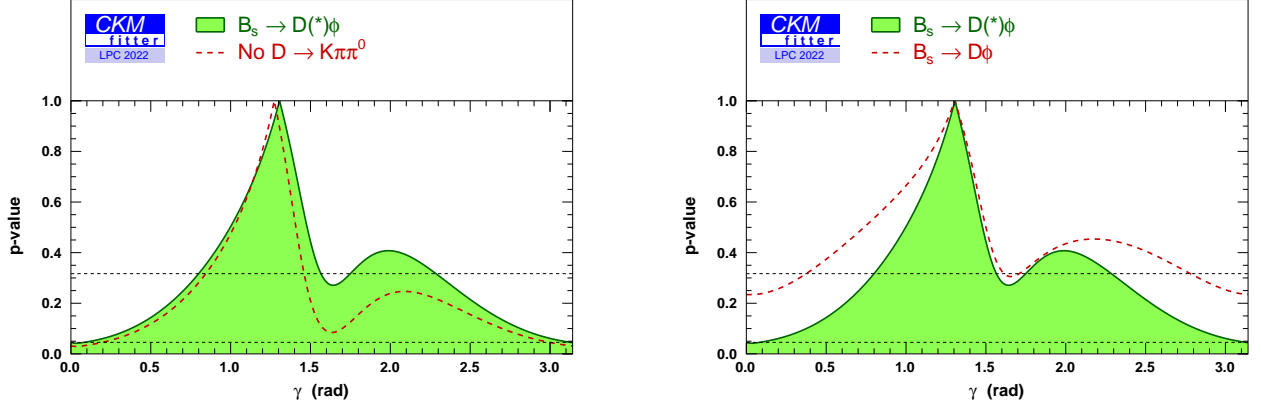 CKM
fitter
LPC 2022
B_s → D(*)ϕ
No D → Kππ⁰
1.0
0.8
0.6
0.4
0.2
0.0
p-value
0.0 0.5 1.0 1.5 2.0 2.5 3.0
γ (rad)
CKM
fitter
LPC 2022
B_s → D(*)ϕ
B_s → Dϕ
1.0
0.8
0.6
0.4
0.2
0.0
p-value
0.0 0.5 1.0 1.5 2.0 2.5 3.0
γ (rad)